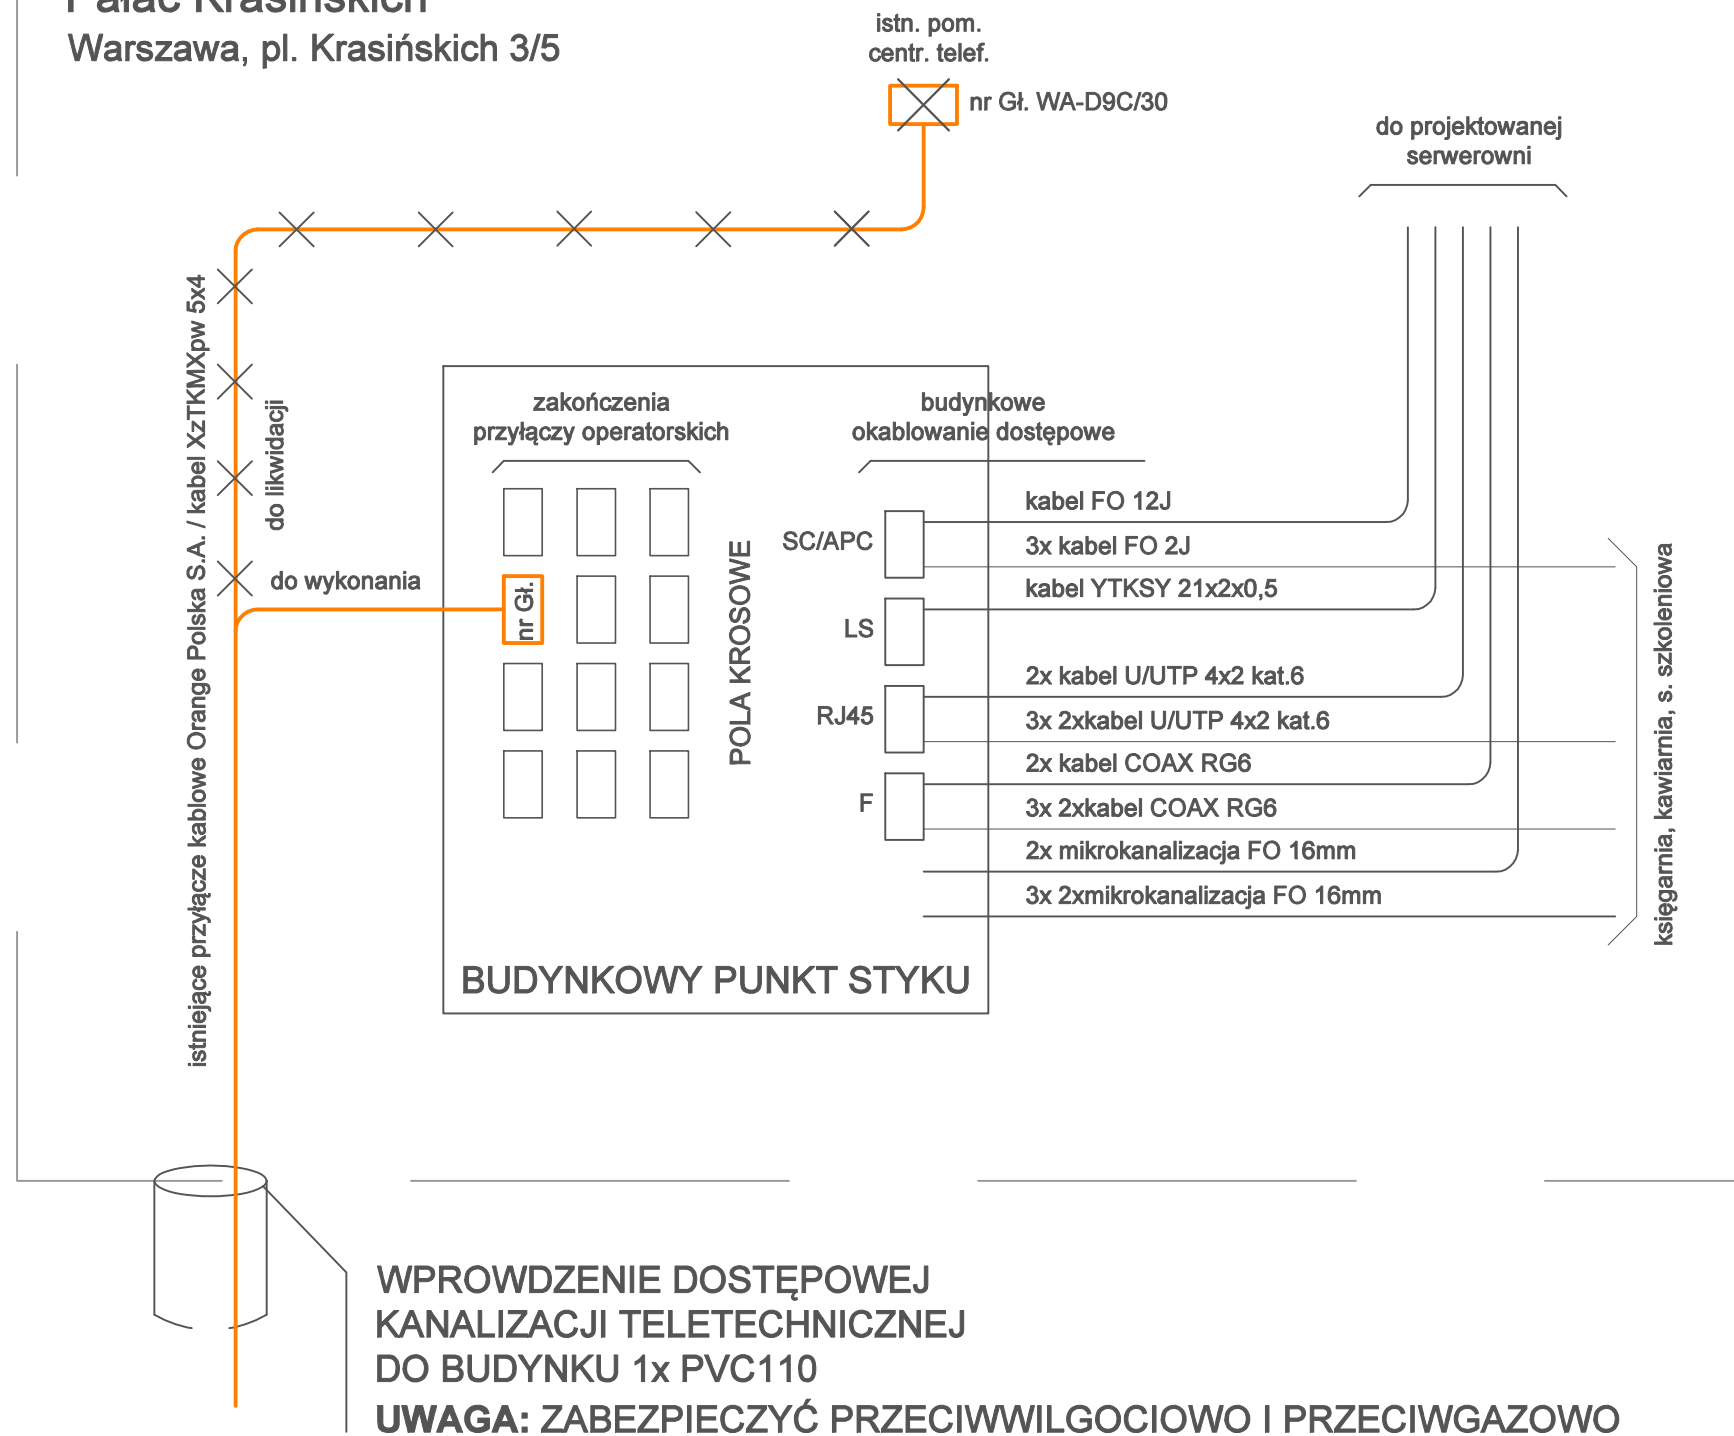 Pałac Krasińskich
Warszawa, pl. Krasińskich 3/5
istn. pom.
centr. telef.
nr Gł. WA-D9C/30
do projektowanej
serwerowni
istniejące przyłącze kablowe Orange Polska S.A. / kabel XzTKMXpw 5x4
do likwidacji
do wykonania
zakończenia
przyłączy operatorskich
budynkowe
okablowanie dostępowe
nr Gł.
POLA KROSOWE
SC/APC
LS
RJ45
F
kabel FO 12J
3x kabel FO 2J
kabel YTKSY 21x2x0,5
2x kabel U/UTP 4x2 kat.6
3x 2xkabel U/UTP 4x2 kat.6
2x kabel COAX RG6
3x 2xkabel COAX RG6
2x mikrokanalizacja FO 16mm
3x 2xmikrokanalizacja FO 16mm
księgarnia, kawiarnia, s. szkoleniowa
BUDYNKOWY PUNKT STYKU
WPROWDZENIE DOSTĘPOWEJ
KANALIZACJI TELETECHNICZNEJ
DO BUDYNKU 1x PVC110
UWAGA: ZABEZPIECZYĆ PRZECIWWILGOCIOWO I PRZECIWGAZOWO